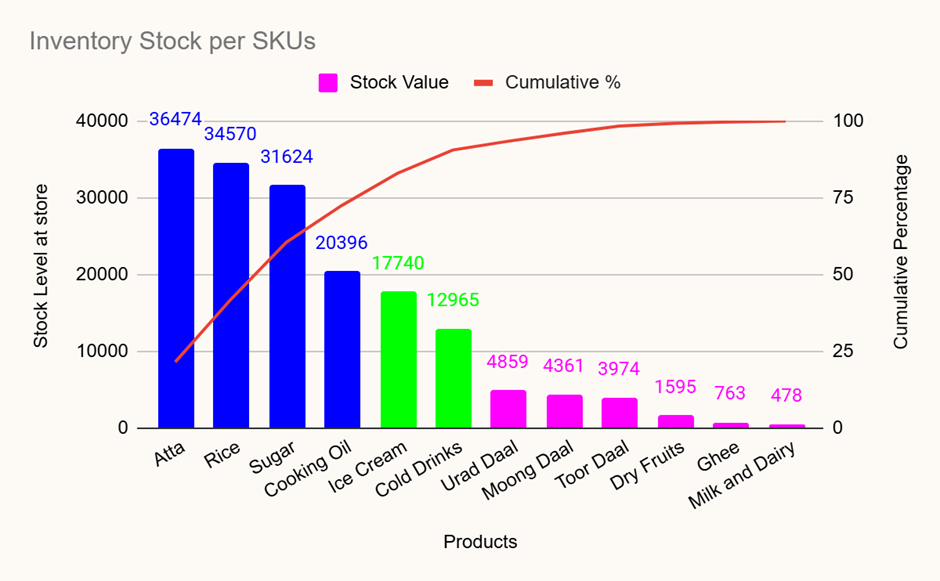 Inventory Stock per SKUs
Stock Value
Cumulative %
40000
30000
20000
10000
0
Stock Level at store
36474
34570
31624
20396
17740
12965
4859
4361
3974
1595
763
478
100
75
50
25
0
Cumulative Percentage
Atta
Rice
Sugar
Cooking Oil
Ice Cream
Cold Drinks
Urad Daal
Moong Daal
Toor Daal
Dry Fruits
Ghee
Milk and Dairy
Products